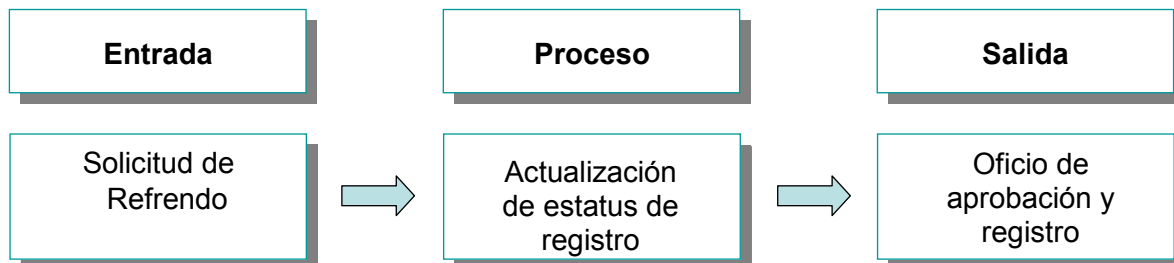 Entrada
Proceso
Salida
Solicitud de
Refrendo
Actualización
de estatus de
registro
Oficio de
aprobación y
registro